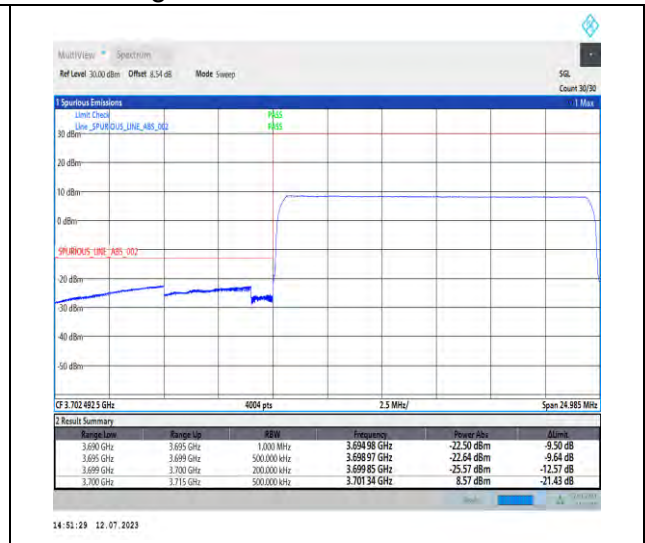 MultiView Spectrum
Ref Level 30.00 dBm Offset 8.54 dB Mode Sweep SGL
Count 30/30
1 Spurious Emissions 1 Max
Limit Check PASS
Line _SPURIOUS_LINE_ABS_002 PASS
30 dBm
20 dBm
10 dBm
0 dBm
SPURIOUS_LINE_ABS_002
-20 dBm
-30 dBm
-40 dBm
-50 dBm
CF 3.702 492 5 GHz 4004 pts 2.5 MHz/ Span 24.985 MHz
2 Result Summary
Range Low Range Up RBW Frequency Power Abs ΔLimit
3.690 GHz 3.695 GHz 1.000 MHz 3.694 98 GHz -22.50 dBm -9.50 dB
3.695 GHz 3.699 GHz 500.000 kHz 3.698 97 GHz -22.64 dBm -9.64 dB
3.699 GHz 3.700 GHz 200.000 kHz 3.699 85 GHz -25.57 dBm -12.57 dB
3.700 GHz 3.715 GHz 500.000 kHz 3.701 34 GHz 8.57 dBm -21.43 dB
14:51:29 12.07.2023